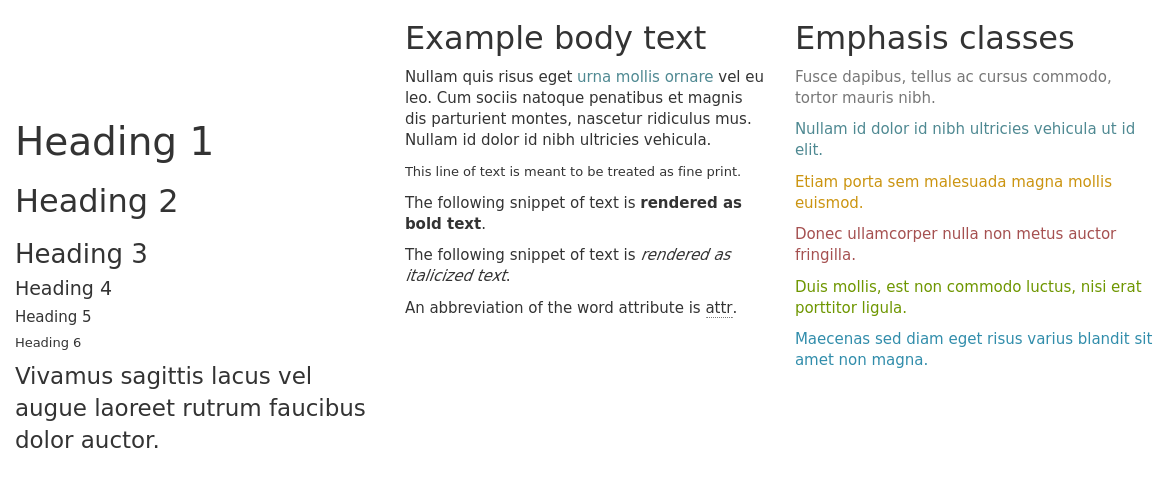 Heading 1
Heading 2
Heading 3
Heading 4
Heading 5
Heading 6
Vivamus sagittis lacus vel
augue laoreet rutrum faucibus
dolor auctor.
Example body text
Nullam quis risus eget urna mollis ornare vel eu
leo. Cum sociis natoque penatibus et magnis
dis parturient montes, nascetur ridiculus mus.
Nullam id dolor id nibh ultricies vehicula.
This line of text is meant to be treated as fine print.
The following snippet of text is rendered as
bold text.
The following snippet of text is rendered as
italicized text.
An abbreviation of the word attribute is attr.
Emphasis classes
Fusce dapibus, tellus ac cursus commodo,
tortor mauris nibh.
Nullam id dolor id nibh ultricies vehicula ut id
elit.
Etiam porta sem malesuada magna mollis
euismod.
Donec ullamcorper nulla non metus auctor
fringilla.
Duis mollis, est non commodo luctus, nisi erat
porttitor ligula.
Maecenas sed diam eget risus varius blandit sit
amet non magna.